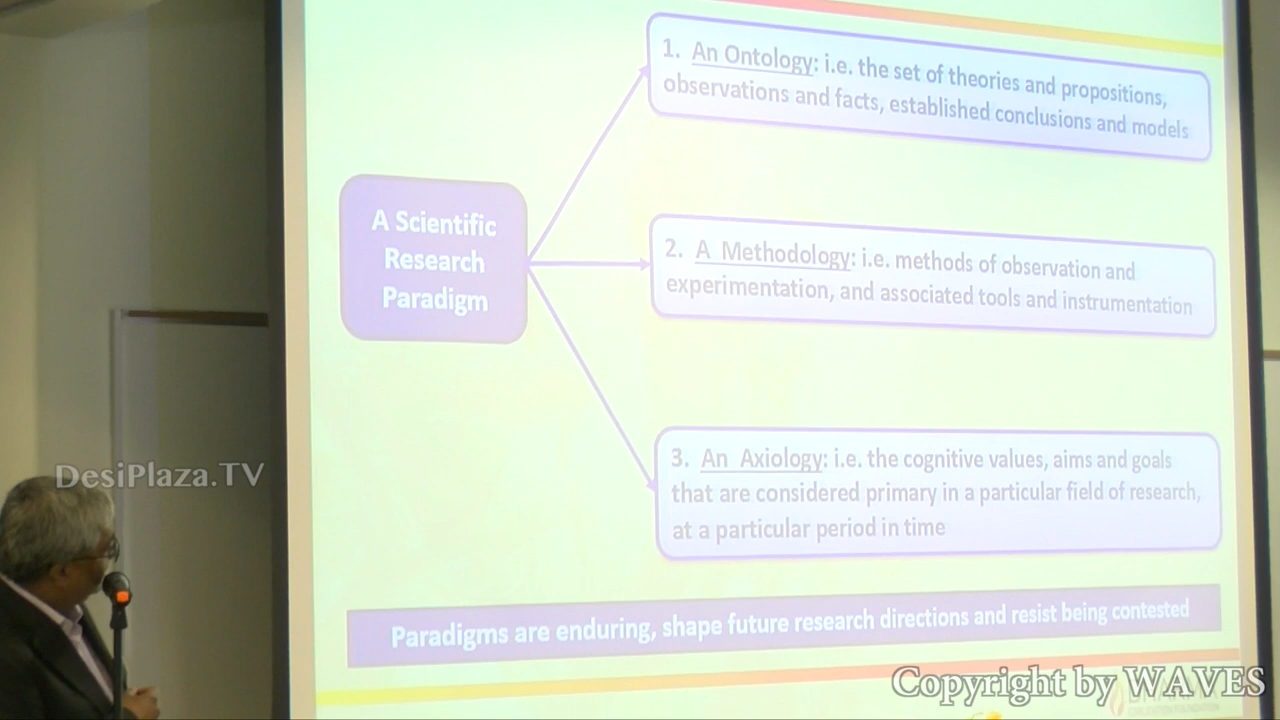 A Scientific
Research
Paradigm
1. An Ontology: i.e. the set of theories and propositions,
observations and facts, established conclusions and models
2. A Methodology: i.e. methods of observation and
experimentation, and associated tools and instrumentation
3. An Axiology: i.e. the cognitive values, aims and goals
that are considered primary in a particular field of research,
at a particular period in time
Paradigms are enduring, shape future research directions and resist being contested
DesiPlaza.TV
Copyright by WAVES